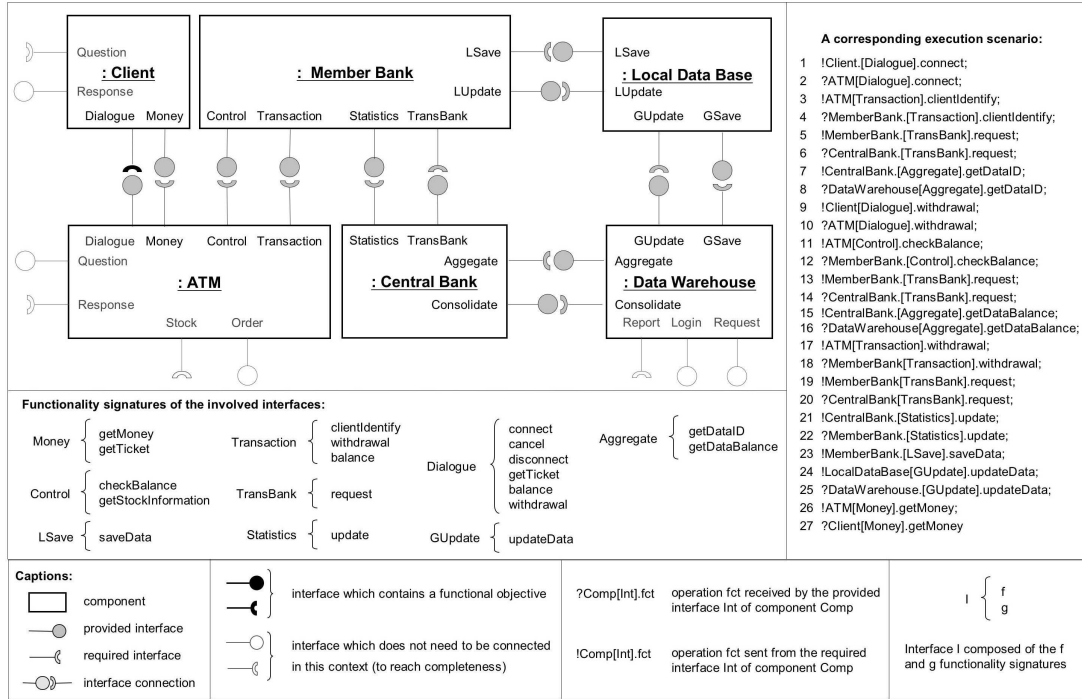 Question
: Client
Response
Dialogue Money
LSave
: Member Bank
LUpdate
Control Transaction Statistics TransBank
LSave
: Local Data Base
LUpdate
GUpdate GSave
Dialogue Money Control Transaction
Question
: ATM
Response
Stock Order
Statistics TransBank
Aggegate
: Central Bank
Consolidate
GUpdate GSave
Aggregate
: Data Warehouse
Consolidate
Report Login Request
A corresponding execution scenario:
1 !Client.[Dialogue].connect;
2 ?ATM[Dialogue].connect;
3 !ATM[Transaction].clientIdentify;
4 ?MemberBank.[Transaction].clientIdentify;
5 !MemberBank.[TransBank].request;
6 ?CentralBank.[TransBank].request;
7 !CentralBank.[Aggregate].getDataID;
8 ?DataWarehouse[Aggregate].getDataID;
9 !Client[Dialogue].withdrawal;
10 ?ATM[Dialogue].withdrawal;
11 !ATM[Control].checkBalance;
12 ?MemberBank.[Control].checkBalance;
13 !MemberBank.[TransBank].request;
14 ?CentralBank.[TransBank].request;
15 !CentralBank.[Aggregate].getDataBalance;
16 ?DataWarehouse[Aggregate].getDataBalance;
17 !ATM[Transaction].withdrawal;
18 ?MemberBank[Transaction].withdrawal;
19 !MemberBank[TransBank].request;
20 ?CentralBank[TransBank].request;
21 !CentralBank.[Statistics].update;
22 ?MemberBank.[Statistics].update;
23 !MemberBank.[LSave].saveData;
24 !LocalDataBase[GUpdate].updateData;
25 ?DataWarehouse.[GUpdate].updateData;
26 !ATM[Money].getMoney;
27 ?Client[Money].getMoney
Functionality signatures of the involved interfaces:
Money
getMoney
getTicket
Control
checkBalance
getStockInformation
LSave
saveData
Transaction
clientIdentify
withdrawal
balance
TransBank
request
Statistics
update
Dialogue
connect
cancel
disconnect
getTicket
balance
withdrawal
GUpdate
updateData
Aggregate
getDataID
getDataBalance
Captions:
component
provided interface
required interface
interface connection
interface which contains a functional objective
interface which does not need to be connected
in this context (to reach completeness)
?Comp[Int].fct operation fct received by the provided
interface Int of component Comp
!Comp[Int].fct operation fct sent from the required
interface Int of component Comp
I
f
g
Interface I composed of the f
and g functionality signatures